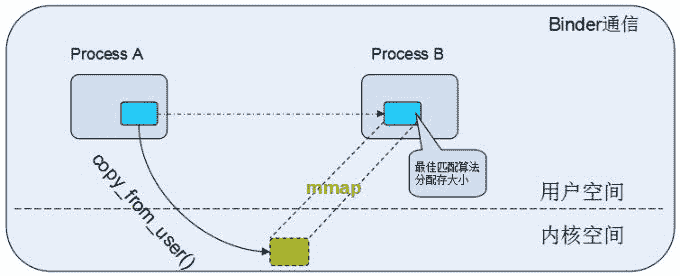 Binder通信
Process A
Process B
最佳匹配算法
分配存大小
mmap
copy_from_user()
用户空间
内核空间